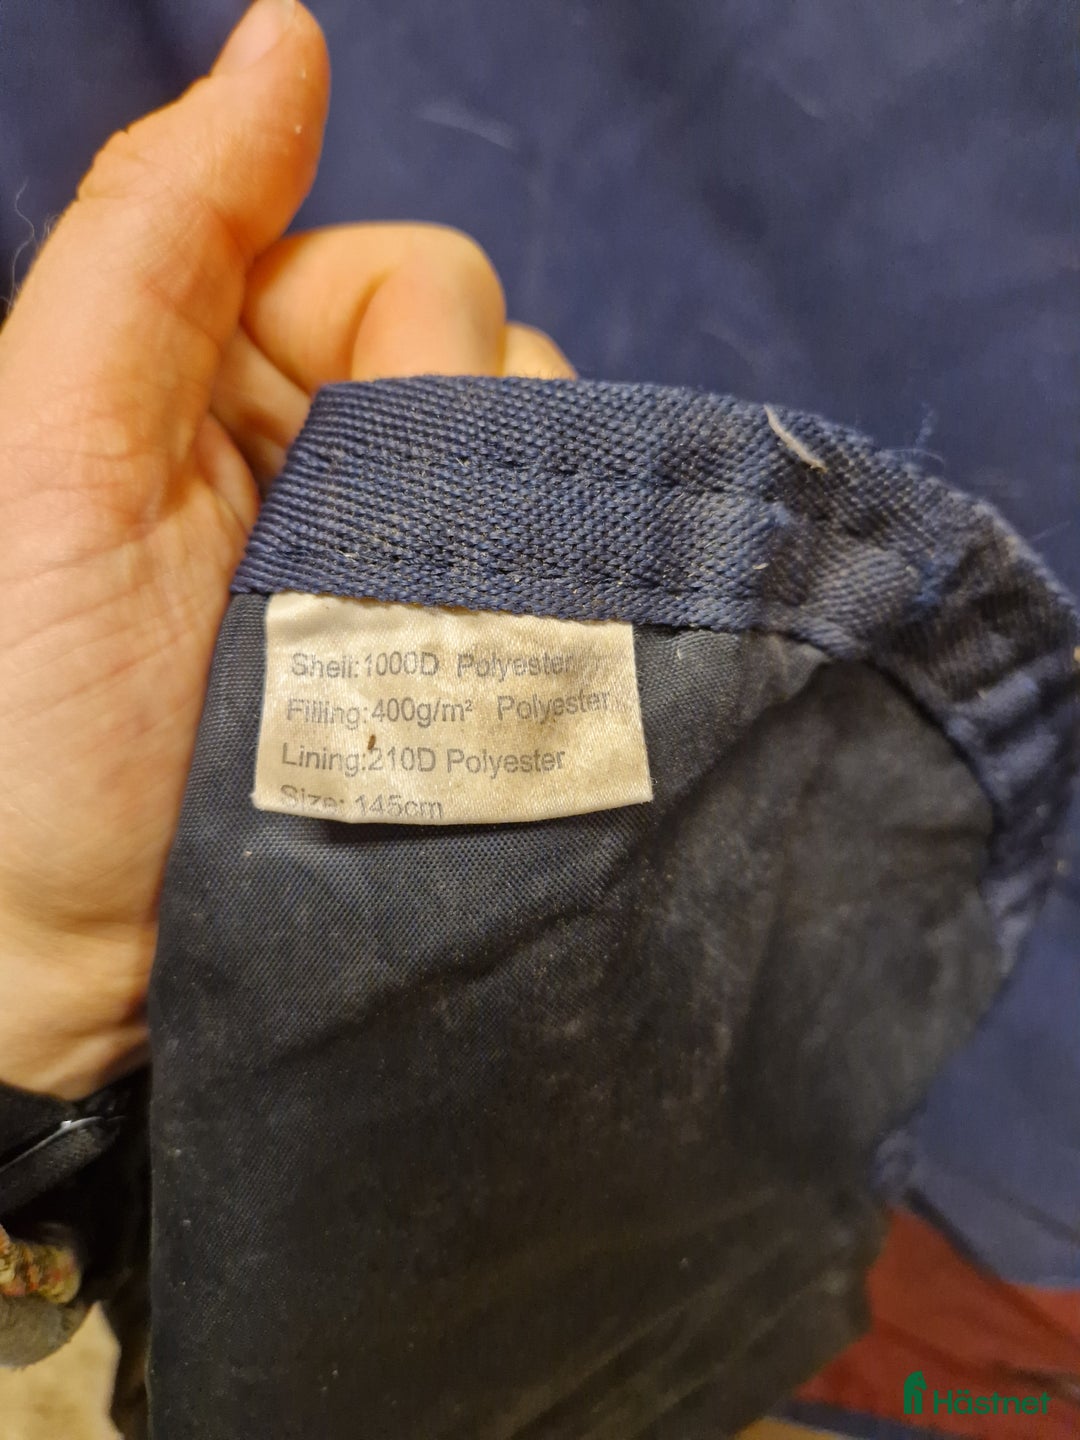 Shell:1000D Polyester
Filling:400g/m² Polyester
Lining:210D Polyester
Size: 145cm
Hästnet